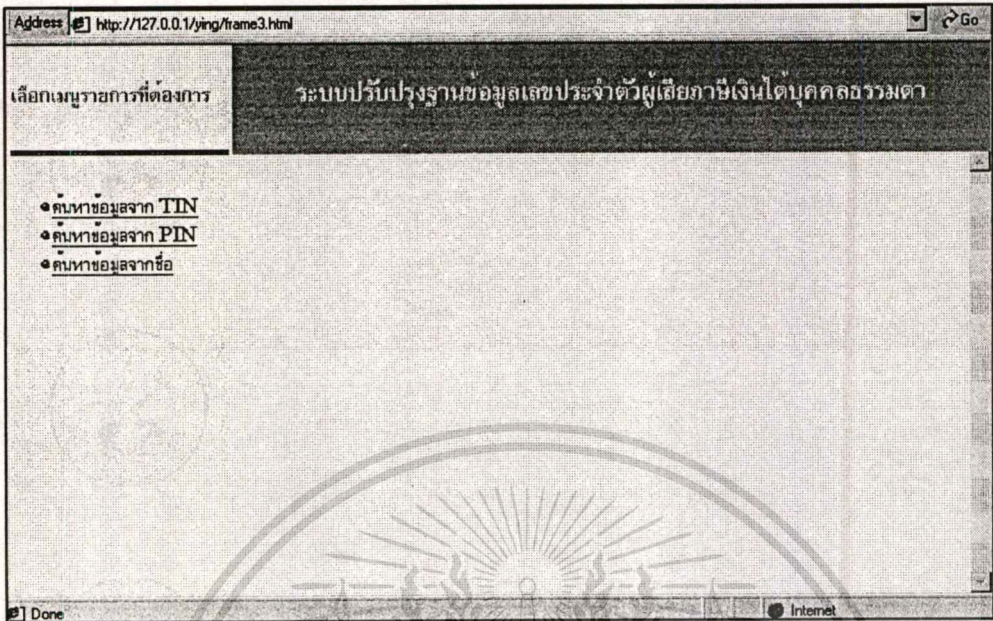 Address http://127.0.0.1/ying/frame3.html Go
เลือกเมนูรายการที่ต้องการ
ระบบปรับปรุงฐานข้อมูลเลขประจำตัวผู้เสียภาษีเงินได้บุคคลธรรมดา
ค้นหาข้อมูลจาก TIN
ค้นหาข้อมูลจาก PIN
ค้นหาข้อมูลจากชื่อ
Done Internet